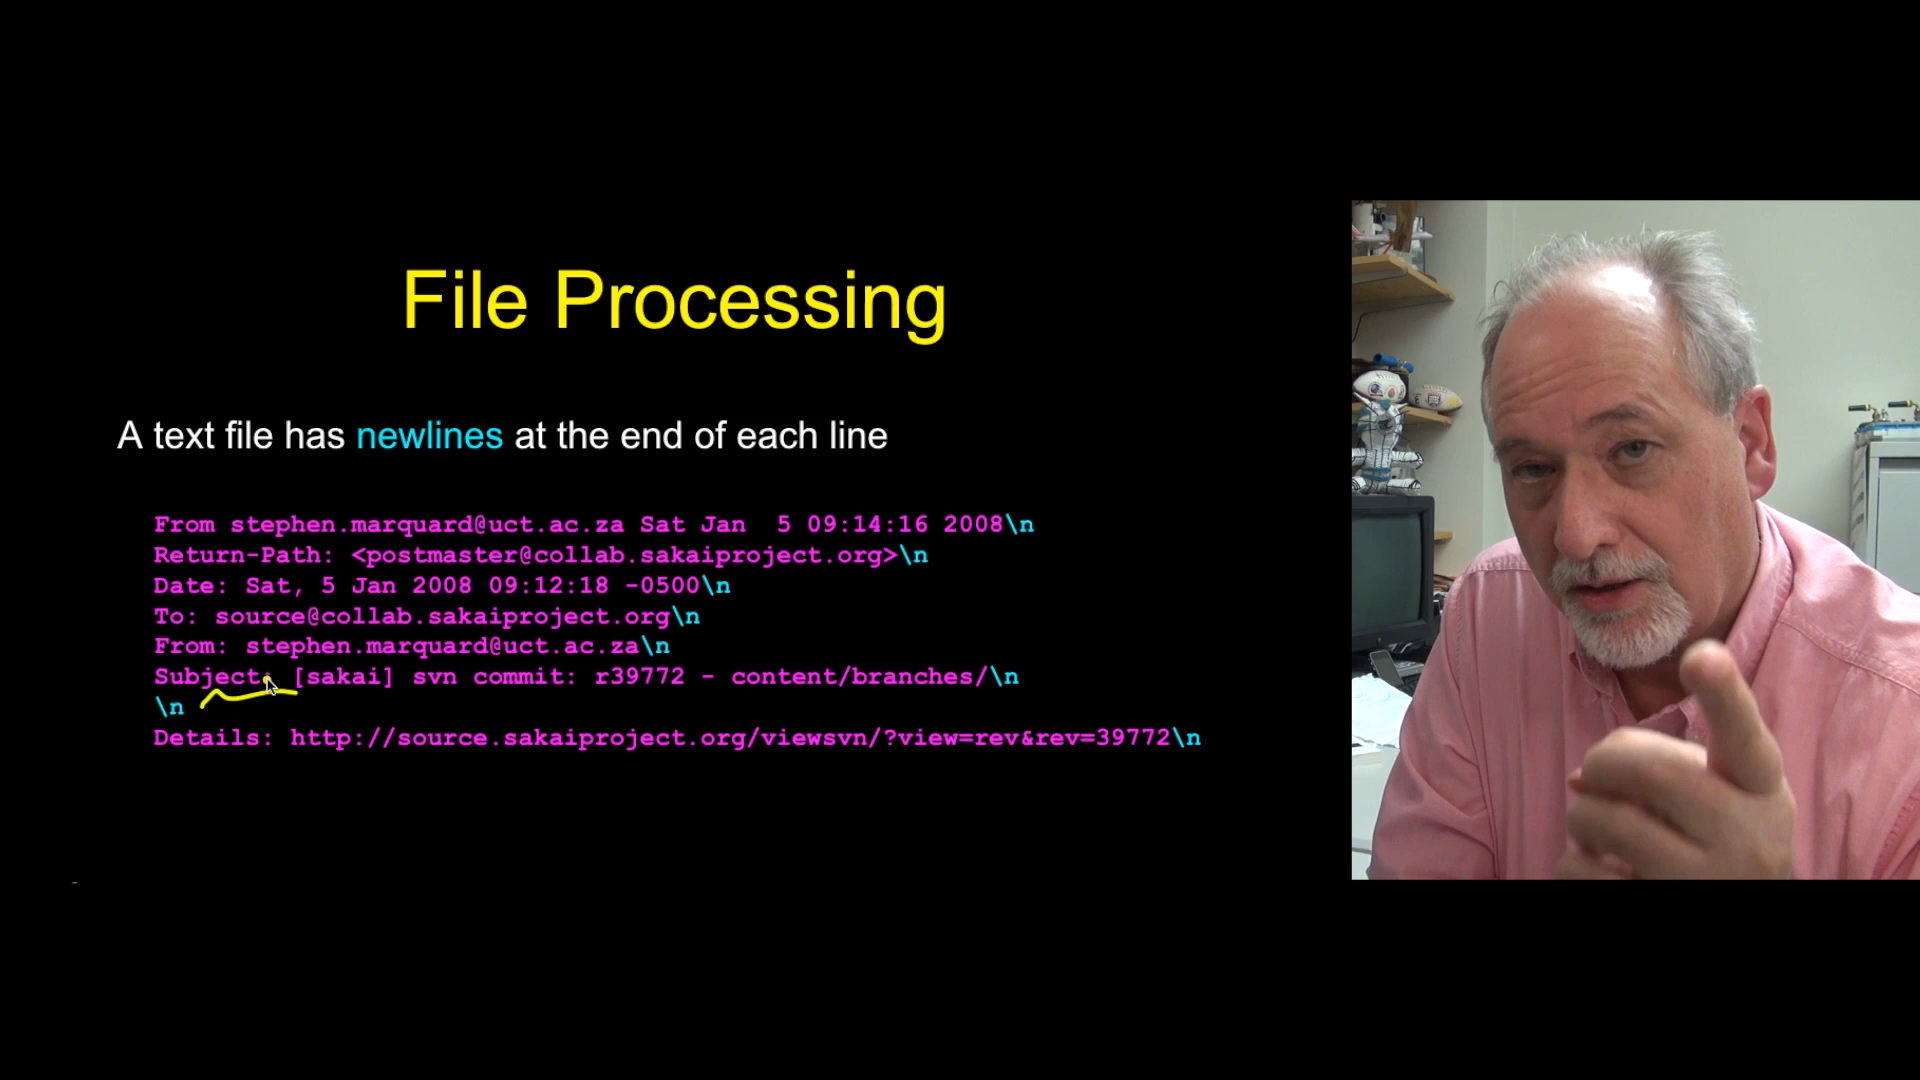 File Processing
A text file has newlines at the end of each line
From stephen.marquard@uct.ac.za Sat Jan  5 09:14:16 2008\n
Return-Path: <postmaster@collab.sakaiproject.org>\n
Date: Sat, 5 Jan 2008 09:12:18 -0500\n
To: source@collab.sakaiproject.org\n
From: stephen.marquard@uct.ac.za\n
Subject: [sakai] svn commit: r39772 - content/branches/\n
\n
Details: http://source.sakaiproject.org/viewsvn/?view=rev&rev=39772\n